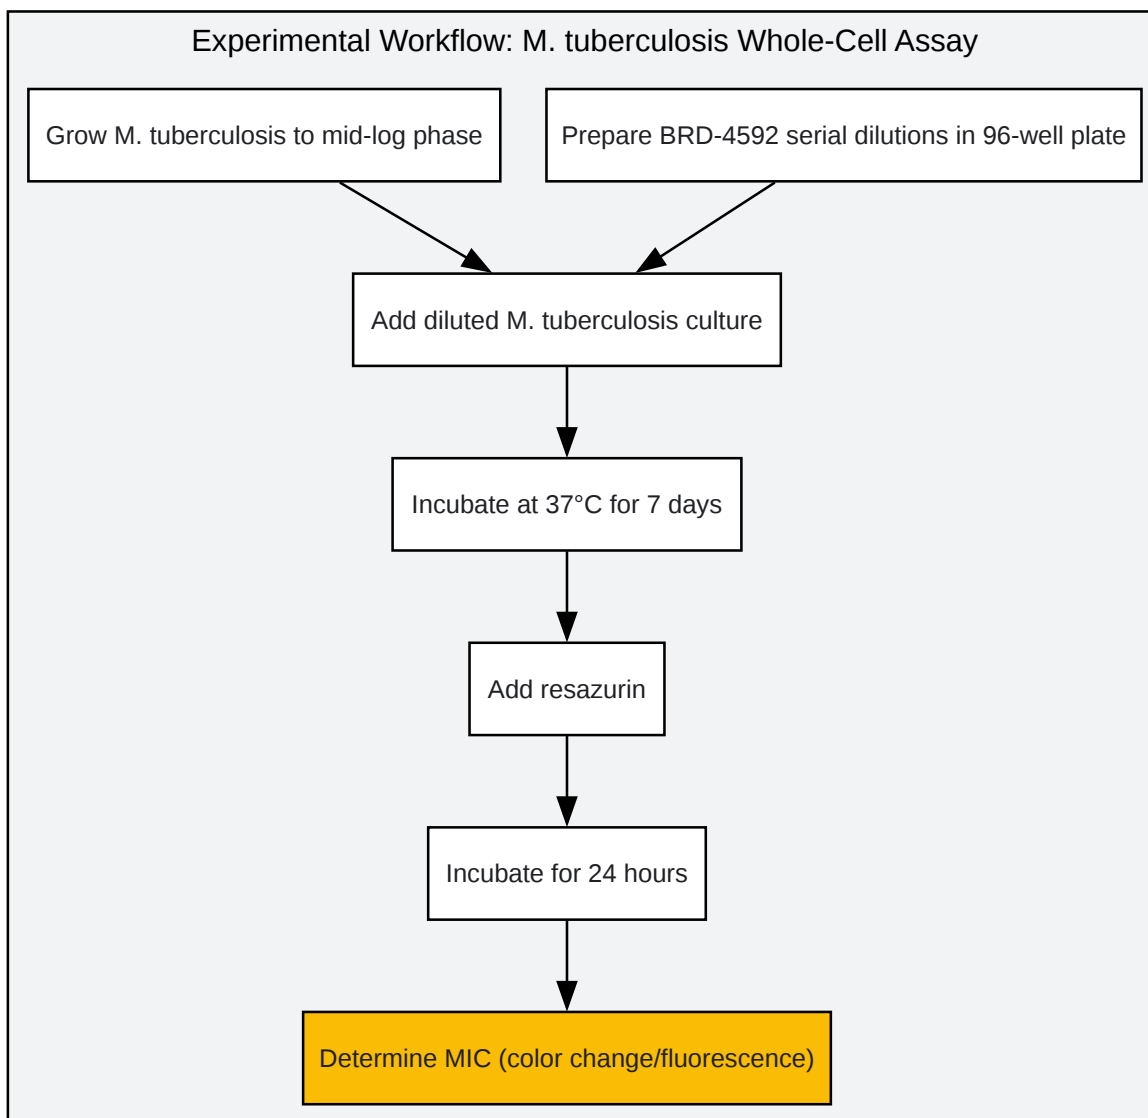 Experimental Workflow: M. tuberculosis Whole-Cell Assay
Grow M. tuberculosis to mid-log phase
Prepare BRD-4592 serial dilutions in 96-well plate
Add diluted M. tuberculosis culture
Incubate at 37°C for 7 days
Add resazurin
Incubate for 24 hours
Determine MIC (color change/fluorescence)